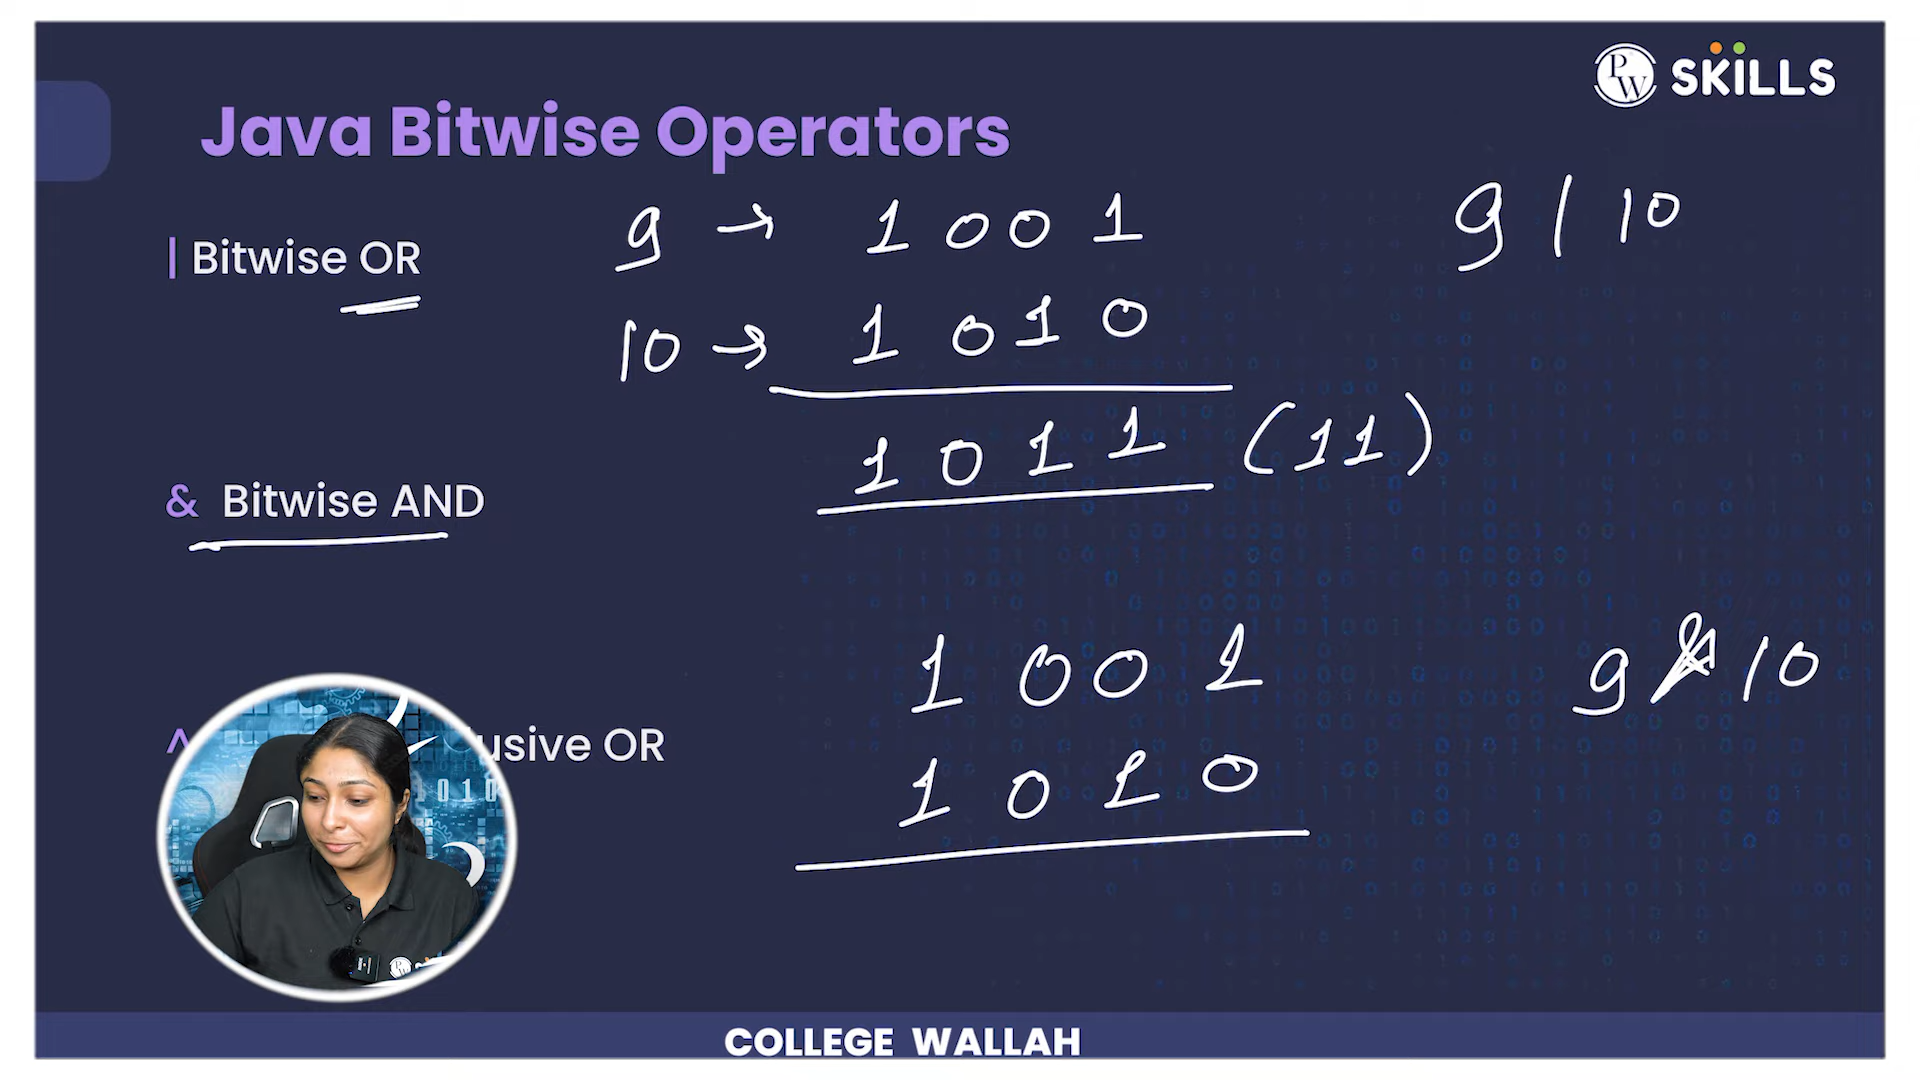 PW SKILLS
Java Bitwise Operators
9 → 1 0 0 1
9 | 10
| Bitwise OR
10 → 1 0 1 0
1 0 1 1 (11)
& Bitwise AND
1 0 0 1
9 & 10
^ usive OR
1 0 1 0
COLLEGE WALLAH